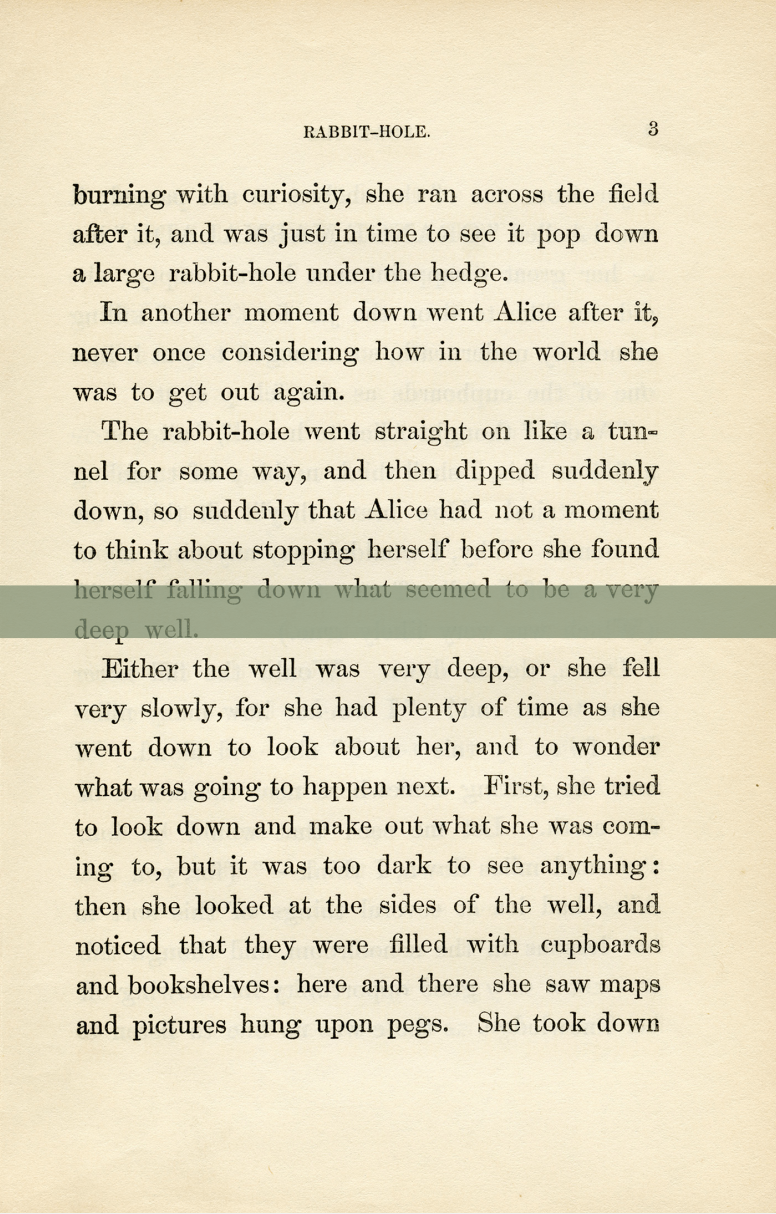 RABBIT-HOLE. 3
burning with curiosity, she ran across the field
after it, and was just in time to see it pop down
a large rabbit-hole under the hedge.
In another moment down went Alice after it,
never once considering how in the world she
was to get out again.
The rabbit-hole went straight on like a tun-
nel for some way, and then dipped suddenly
down, so suddenly that Alice had not a moment
to think about stopping herself before she found
herself falling down what seemed to be a very
deep well.
Either the well was very deep, or she fell
very slowly, for she had plenty of time as she
went down to look about her, and to wonder
what was going to happen next. First, she tried
to look down and make out what she was com-
ing to, but it was too dark to see anything:
then she looked at the sides of the well, and
noticed that they were filled with cupboards
and bookshelves: here and there she saw maps
and pictures hung upon pegs. She took down